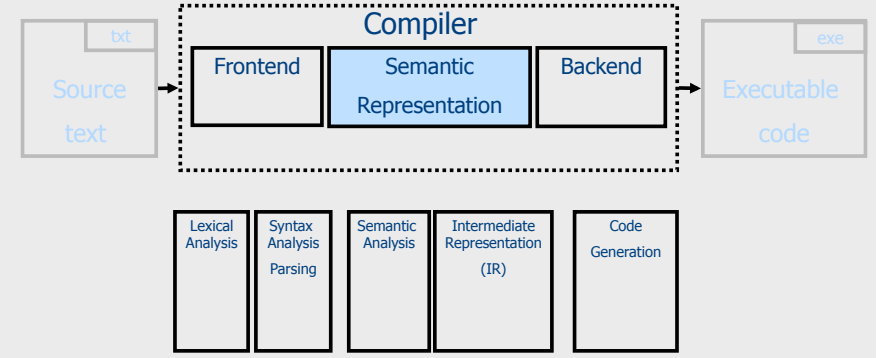 Compiler
txt
Source
text
Frontend
Semantic
Representation
Backend
exe
Executable
code
Lexical
Analysis
Syntax
Analysis
Parsing
Semantic
Analysis
Intermediate
Representation
(IR)
Code
Generation